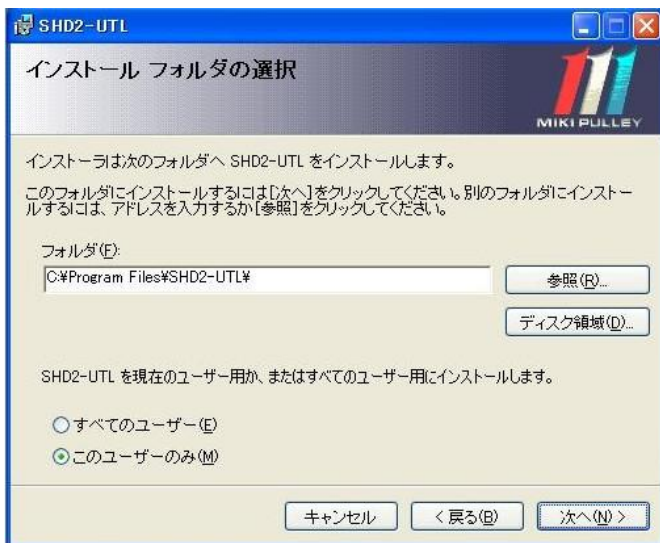 SHD2-UTL
インストール フォルダの選択
MIKI PULLEY
インストーラは次のフォルダへ SHD2-UTL をインストールします。
このフォルダにインストールするには[次へ]をクリックしてください。別のフォルダにインストー
ルするには、アドレスを入力するか[参照]をクリックしてください。
フォルダ(F):
C:¥Program Files¥SHD2-UTL¥
参照(R)...
ディスク領域(D)...
SHD2-UTL を現在のユーザー用か、またはすべてのユーザー用にインストールします。
すべてのユーザー(E)
このユーザーのみ(M)
キャンセル
< 戻る(B)
次へ(N) >